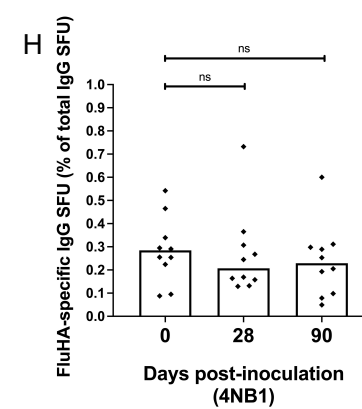 H
ns
ns
FluHA-specific IgG SFU (% of total IgG SFU)
1.0
0.9
0.8
0.7
0.6
0.5
0.4
0.3
0.2
0.1
0.0
0 28 90
Days post-inoculation
(4NB1)